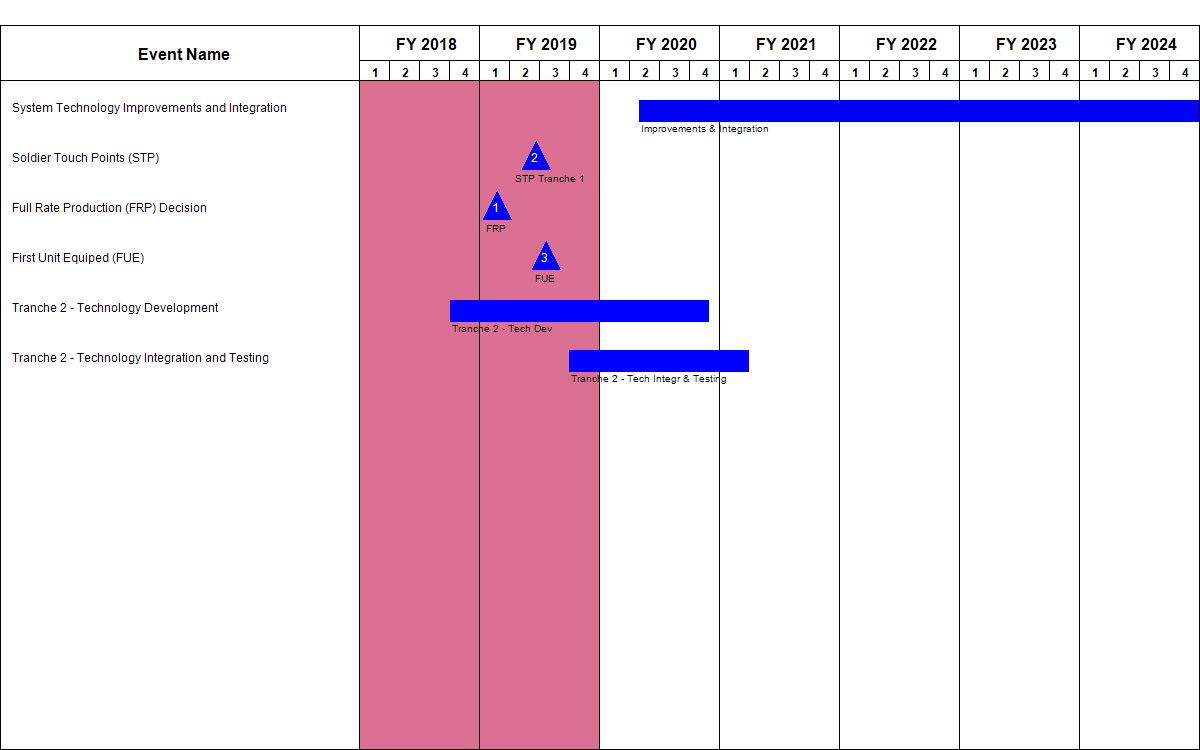 Event Name
FY 2018 FY 2019 FY 2020 FY 2021 FY 2022 FY 2023 FY 2024
1 2 3 4 1 2 3 4 1 2 3 4 1 2 3 4 1 2 3 4 1 2 3 4 1 2 3 4
System Technology Improvements and Integration
Improvements & Integration
Soldier Touch Points (STP)
2
STP Tranche 1
Full Rate Production (FRP) Decision
1
FRP
First Unit Equiped (FUE)
3
FUE
Tranche 2 - Technology Development
Tranche 2 - Tech Dev
Tranche 2 - Technology Integration and Testing
Tranche 2 - Tech Integr & Testing